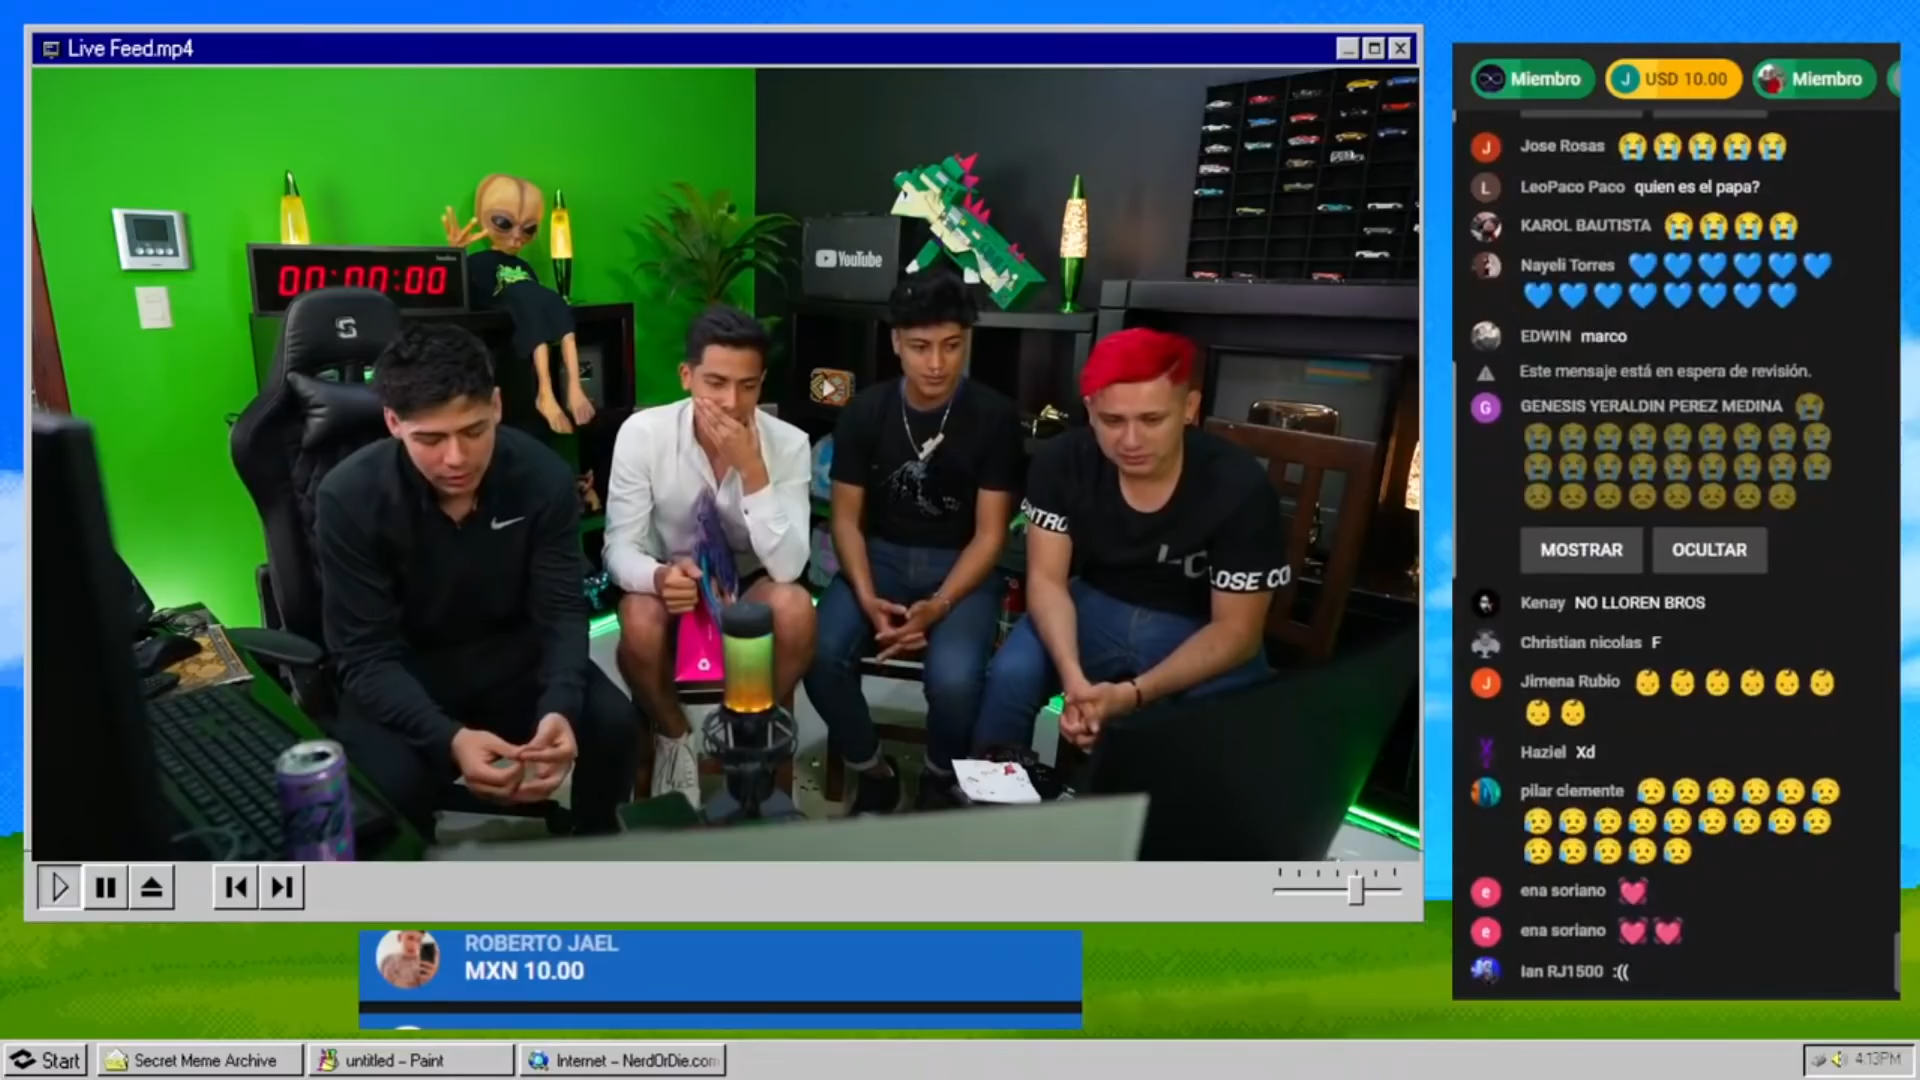 Live Feed.mp4
00:00:00
YouTube
LOSE CO
Miembro
J USD 10.00
Miembro
J Jose Rosas 😭😭😭😭😭
L LeoPaco Paco quien es el papa?
KAROL BAUTISTA 😭😭😭😭
Nayeli Torres 💙💙💙💙💙💙
💙💙💙💙💙💙💙💙
EDWIN marco
Este mensaje está en espera de revisión.
G GENESIS YERALDIN PEREZ MEDINA 😭
😭😭😭😭😭😭😭😭😭
😭😭😭😭😭😭😭😭😭
😣😣😣😣😣😣😣😣
MOSTRAR OCULTAR
Kenay NO LLOREN BROS
Christian nicolas F
J Jimena Rubio 👶👶👶👶👶👶
👶👶
Haziel Xd
pilar clemente 😥😥😥😥😥😥
😥😥😥😥😥😥😥😥😥
😥😥😥😥😥
e ena soriano 💓
e ena soriano 💓💓
Ian RJ1500 :((
ROBERTO JAEL
MXN 10.00
Start
Secret Meme Archive
untitled – Paint
Internet – NerdOrDie.com
4:13PM